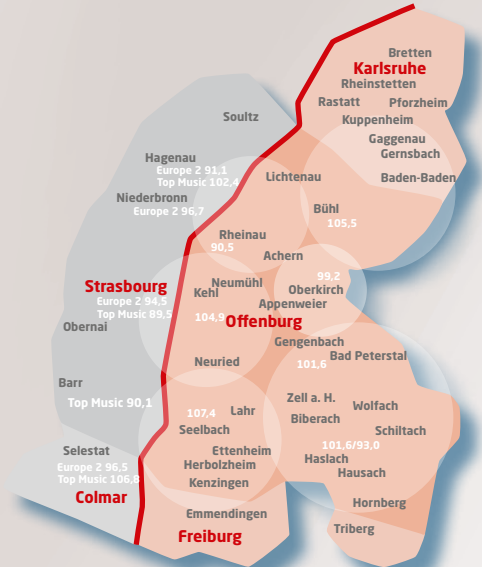 Bretten
Karlsruhe
Rheinstetten
Rastatt
Pforzheim
Kuppenheim
Soultz
Gaggenau
Gernsbach
Hagenau
Europe 2 91,1
Top Music 102,4
Lichtenau
Baden-Baden
Niederbronn
Europe 2 96,7
Bühl
105,5
Rheinau
90,5
Achern
99,2
Strasbourg
Europe 2 94,5
Top Music 89,5
Neumühl
Kehl
Oberkirch
Appenweier
104,9
Offenburg
Obernai
Gengenbach
Bad Peterstal
101,6
Neuried
Barr
Top Music 90,1
Zell a. H.
Wolfach
107,4
Lahr
Biberach
Seelbach
Schiltach
101,6/93,0
Selestat
Europe 2 96,5
Top Music 106,8
Ettenheim
Herbolzheim
Haslach
Hausach
Kenzingen
Colmar
Hornberg
Emmendingen
Triberg
Freiburg